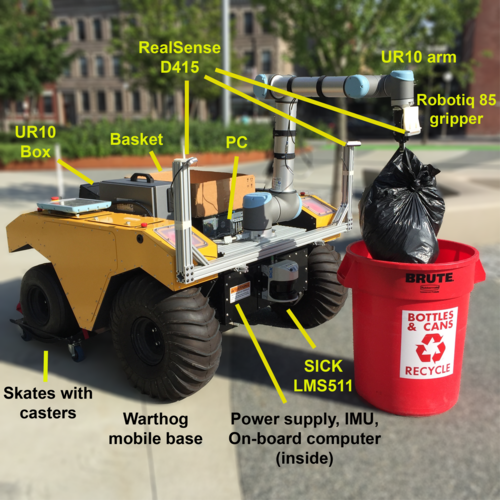 RealSense
D415
UR10 arm
Robotiq 85
gripper
UR10
Box
Basket
PC
BRUTE
BOTTLES
& CANS
RECYCLE
SICK
LMS511
Skates with
casters
Warthog
mobile base
Power supply, IMU,
On-board computer
(inside)